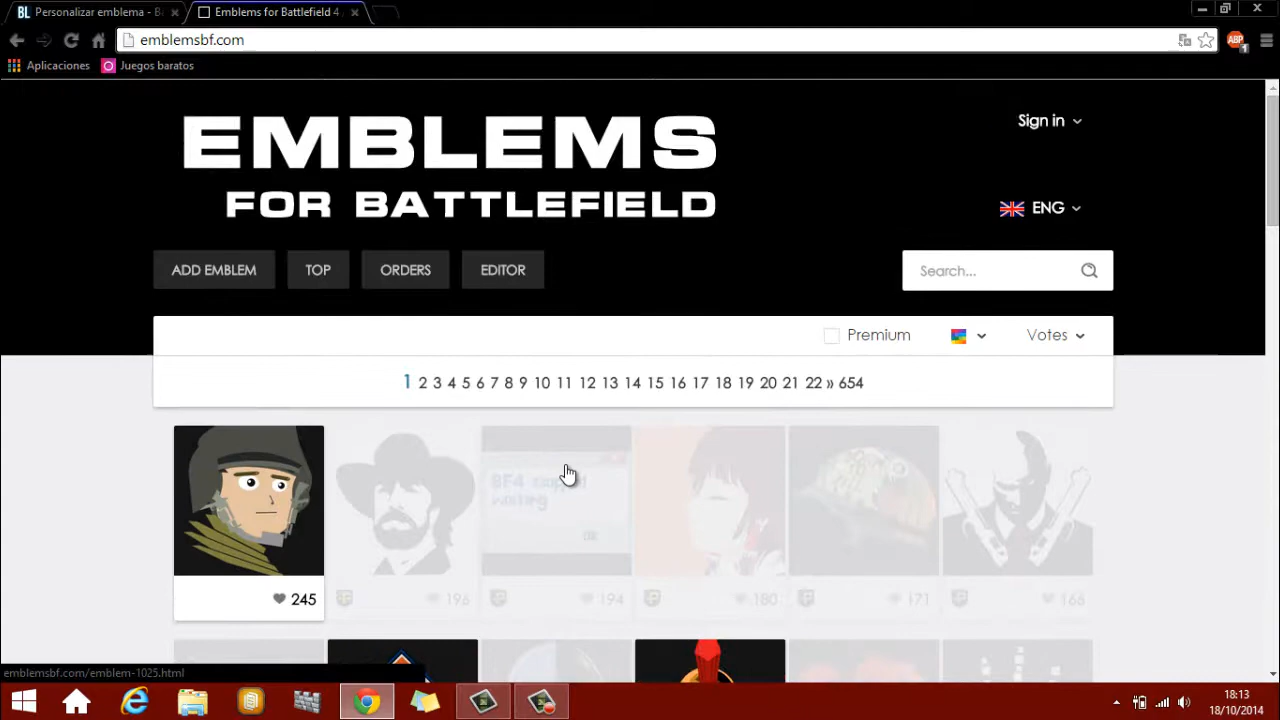 Personalizar emblema - Ba
Emblems for Battlefield 4
emblemsbf.com
Aplicaciones
Juegos baratos
EMBLEMS
FOR BATTLEFIELD
Sign in
ENG
ADD EMBLEM
TOP
ORDERS
EDITOR
Search...
Premium
Votes
1 2 3 4 5 6 7 8 9 10 11 12 13 14 15 16 17 18 19 20 21 22 » 654
245
196
194
180
171
166
emblemsbf.com/emblem-1025.html
18:13
18/10/2014